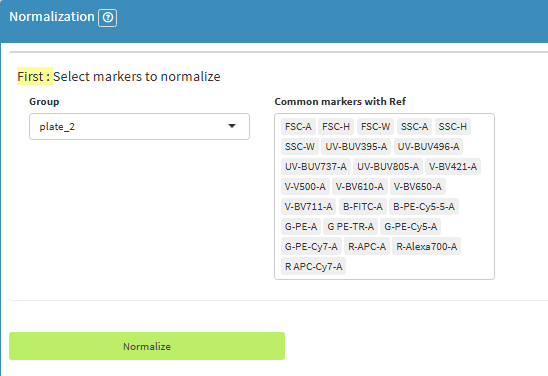 Normalization ?
First : Select markers to normalize
Group
plate_2
Common markers with Ref
FSC-A FSC-H FSC-W SSC-A SSC-H
SSC-W UV-BUV395-A UV-BUV496-A
UV-BUV737-A UV-BUV805-A V-BV421-A
V-V500-A V-BV610-A V-BV650-A
V-BV711-A B-FITC-A B-PE-Cy5-5-A
G-PE-A G PE-TR-A G-PE-Cy5-A
G-PE-Cy7-A R-APC-A R-Alexa700-A
R APC-Cy7-A
Normalize